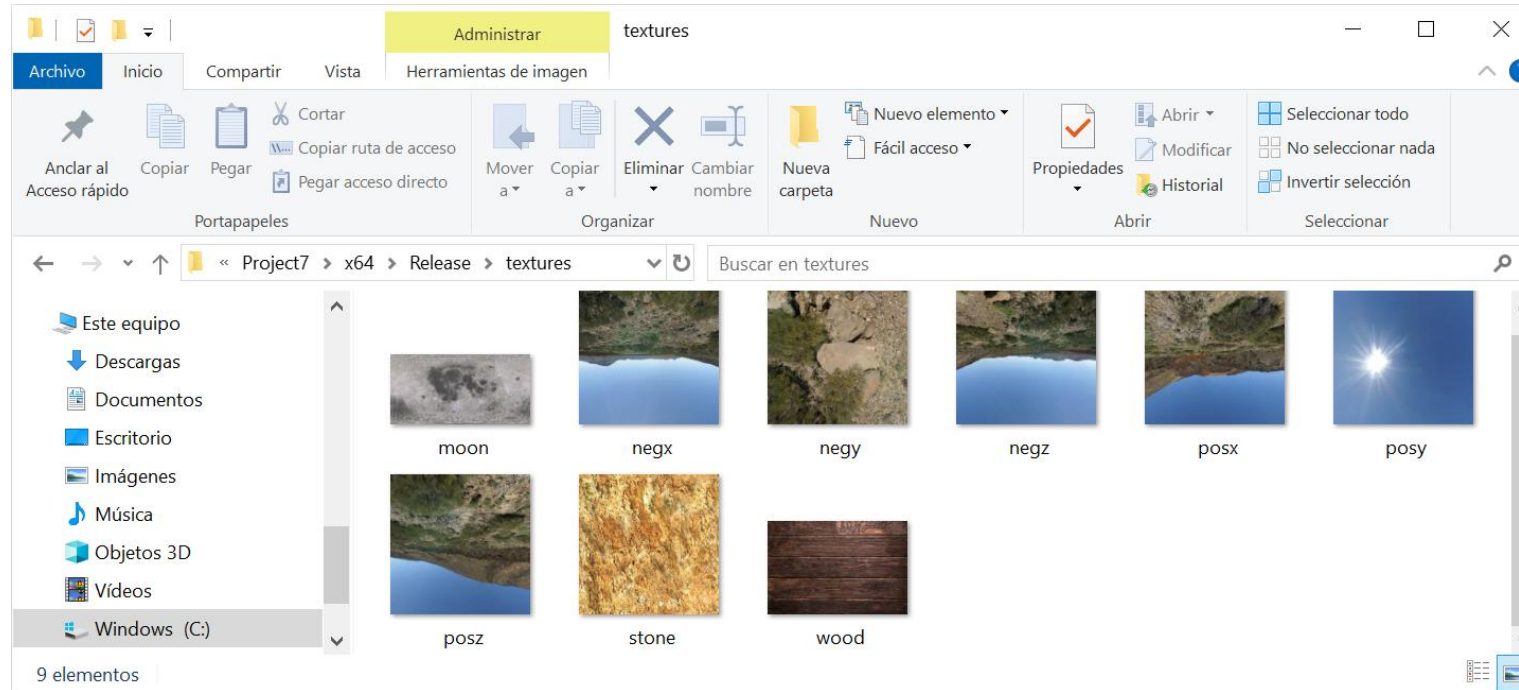 Administrar
textures
Archivo
Inicio
Compartir
Vista
Herramientas de imagen
Anclar al
Acceso rápido
Copiar
Pegar
Cortar
Copiar ruta de acceso
Pegar acceso directo
Portapapeles
Mover
a
Copiar
a
Eliminar
Cambiar
nombre
Organizar
Nueva
carpeta
Nuevo elemento
Fácil acceso
Nuevo
Propiedades
Abrir
Modificar
Historial
Abrir
Seleccionar todo
No seleccionar nada
Invertir selección
Seleccionar
« Project7 > x64 > Release > textures
Buscar en textures
Este equipo
Descargas
Documentos
Escritorio
Imágenes
Música
Objetos 3D
Vídeos
Windows (C:)
moon
negx
negy
negz
posx
posy
posz
stone
wood
9 elementos